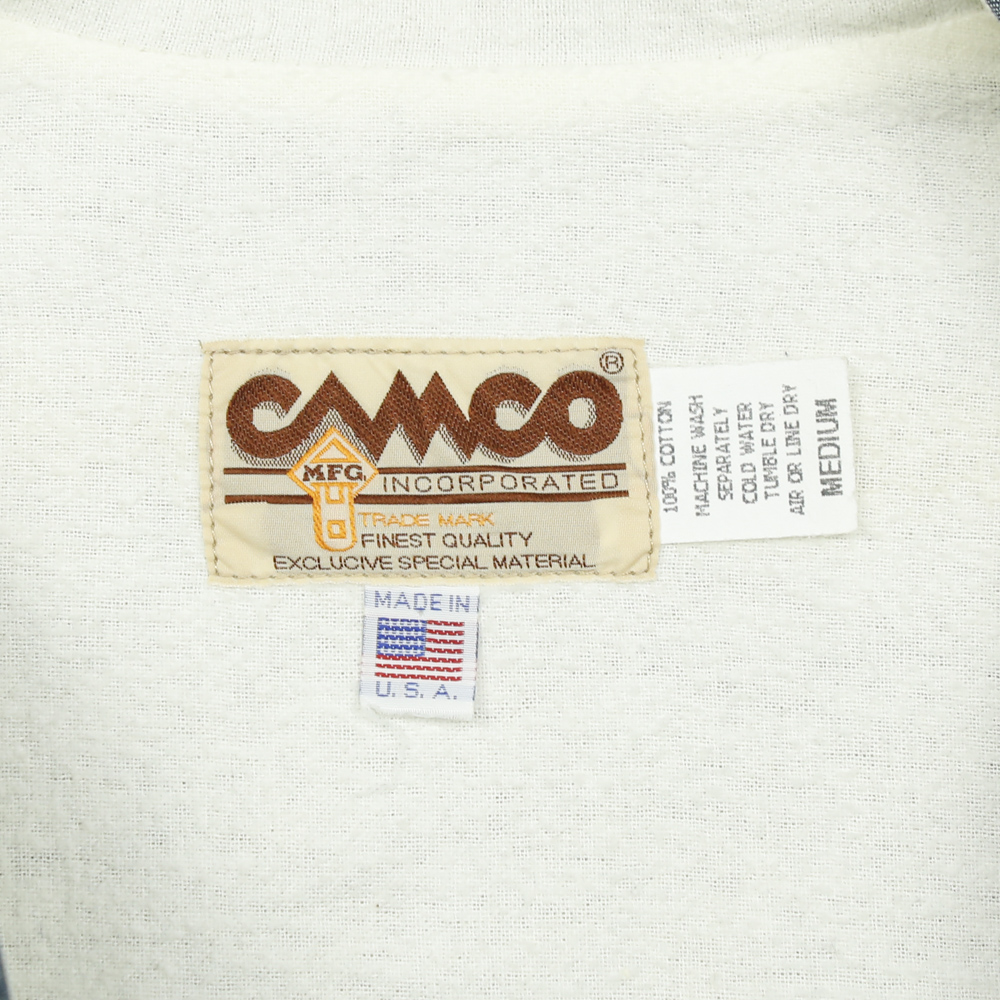 CAMCO®
MFG. INCORPORATED
TRADE MARK
FINEST QUALITY
EXCLUCIVE SPECIAL MATERIAL
MADE IN
U. S. A.
100% COTTON
MACHINE WASH
SEPARATELY
COLD WATER
TUMBLE DRY
AIR OR LINE DRY
MEDIUM